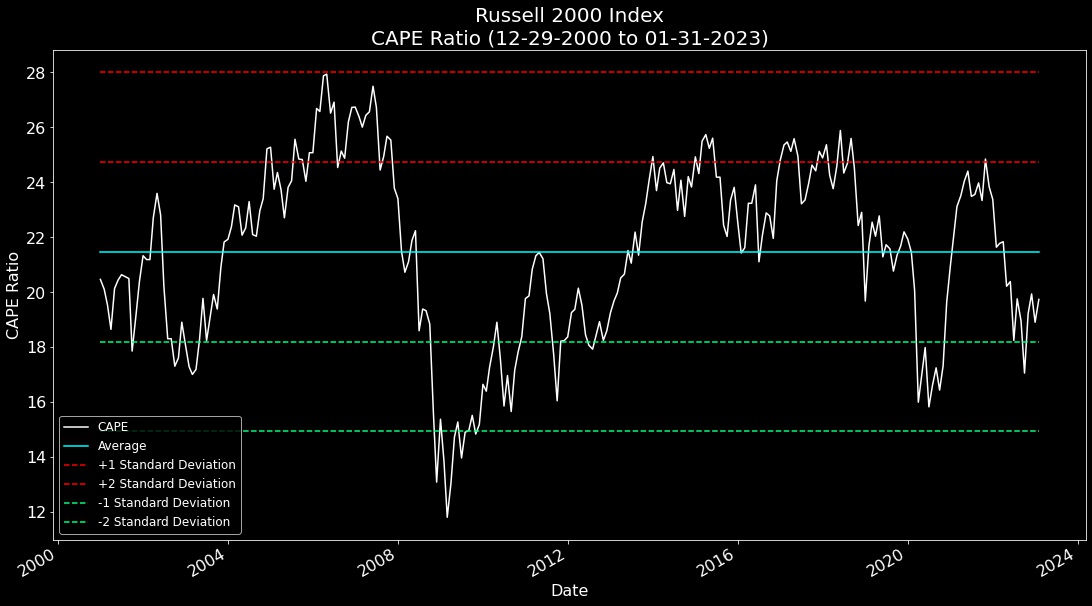 Russell 2000 Index
CAPE Ratio (12-29-2000 to 01-31-2023)
28
26
24
22
20
18
16
14
12
CAPE Ratio
CAPE
Average
+1 Standard Deviation
+2 Standard Deviation
-1 Standard Deviation
-2 Standard Deviation
2000
2004
2008
2012
2016
2020
2024
Date